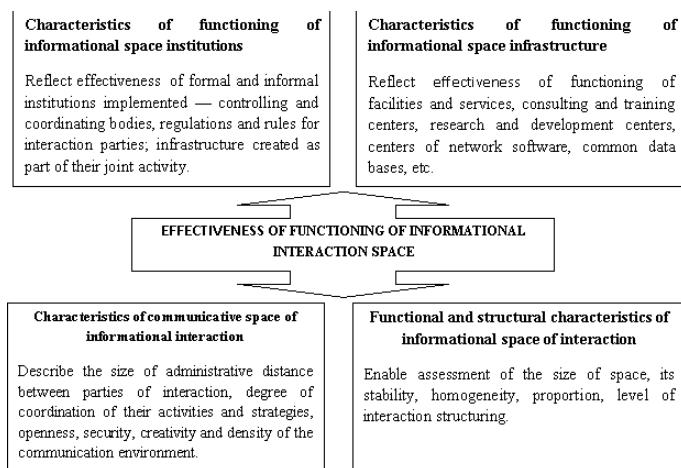 Characteristics of functioning of
informational space institutions
Reflect effectiveness of formal and informal
institutions implemented — controlling and
coordinating bodies, regulations and rules for
interaction parties; infrastructure created as
part of their joint activity.
Characteristics of functioning of
informational space infrastructure
Reflect effectiveness of functioning of
facilities and services, consulting and training
centers, research and development centers,
centers of network software, common data
bases, etc.
EFFECTIVENESS OF FUNCTIONING OF INFORMATIONAL
INTERACTION SPACE
Characteristics of communicative space of
informational interaction
Describe the size of administrative distance
between parties of interaction, degree of
coordination of their activities and strategies,
openness, security, creativity and density of the
communication environment.
Functional and structural characteristics of
informational space of interaction
Enable assessment of the size of space, its
stability, homogeneity, proportion, level of
interaction structuring.